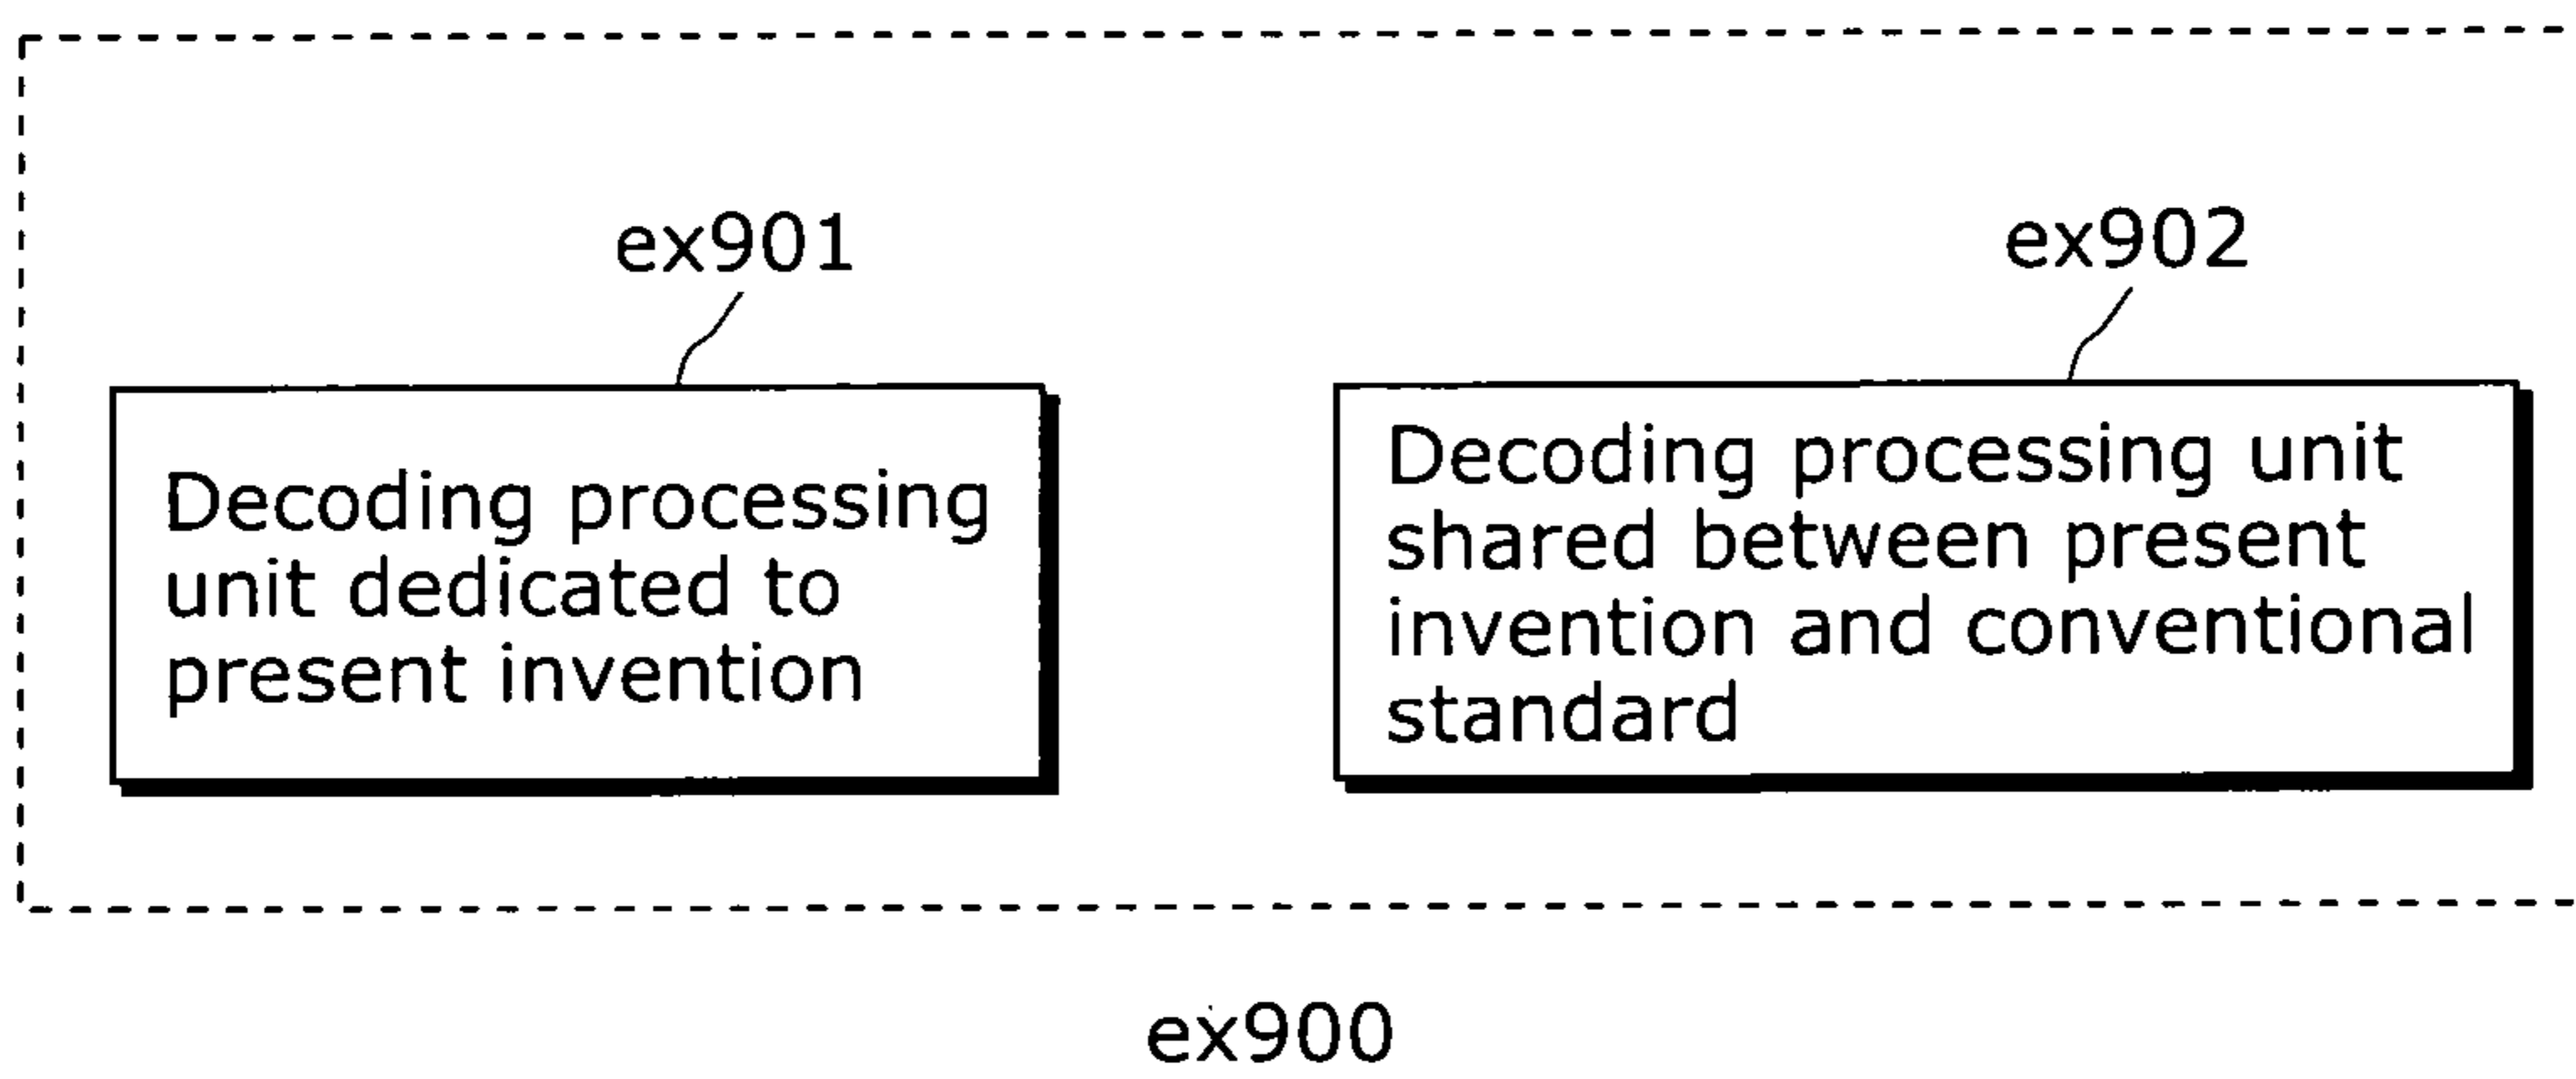 ex901
ex902
Decoding processing
unit dedicated to
present invention
Decoding processing unit
shared between present
invention and conventional
standard
ex900